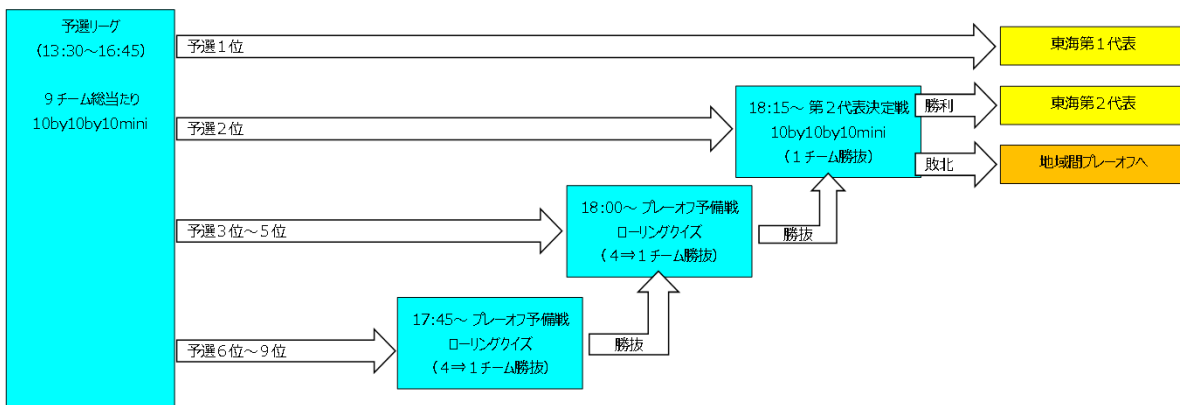 予選リーグ
(13:30～16:45)
9チーム総当たり
10by10by10mini
予選1位
東海第1代表
予選2位
18:15～ 第2代表決定戦
10by10by10mini
(1チーム勝抜)
勝利
東海第2代表
敗北
地域間プレーオフへ
予選3位～5位
18:00～ プレーオフ予備戦
ローリングクイズ
(4⇒1チーム勝抜)
勝抜
予選6位～9位
17:45～ プレーオフ予備戦
ローリングクイズ
(4⇒1チーム勝抜)
勝抜